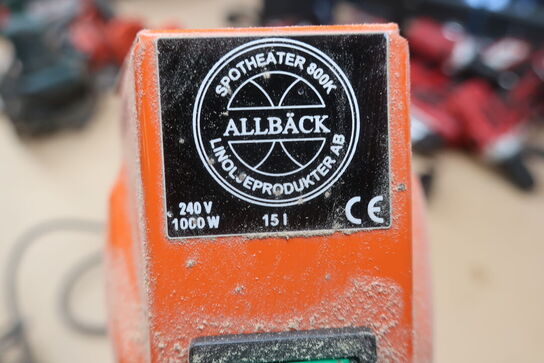 SPOTHEATER 800K
ALLBÄCK
LINOLJEPRODUKTER AB
240 V
1000 W
15 l
CE